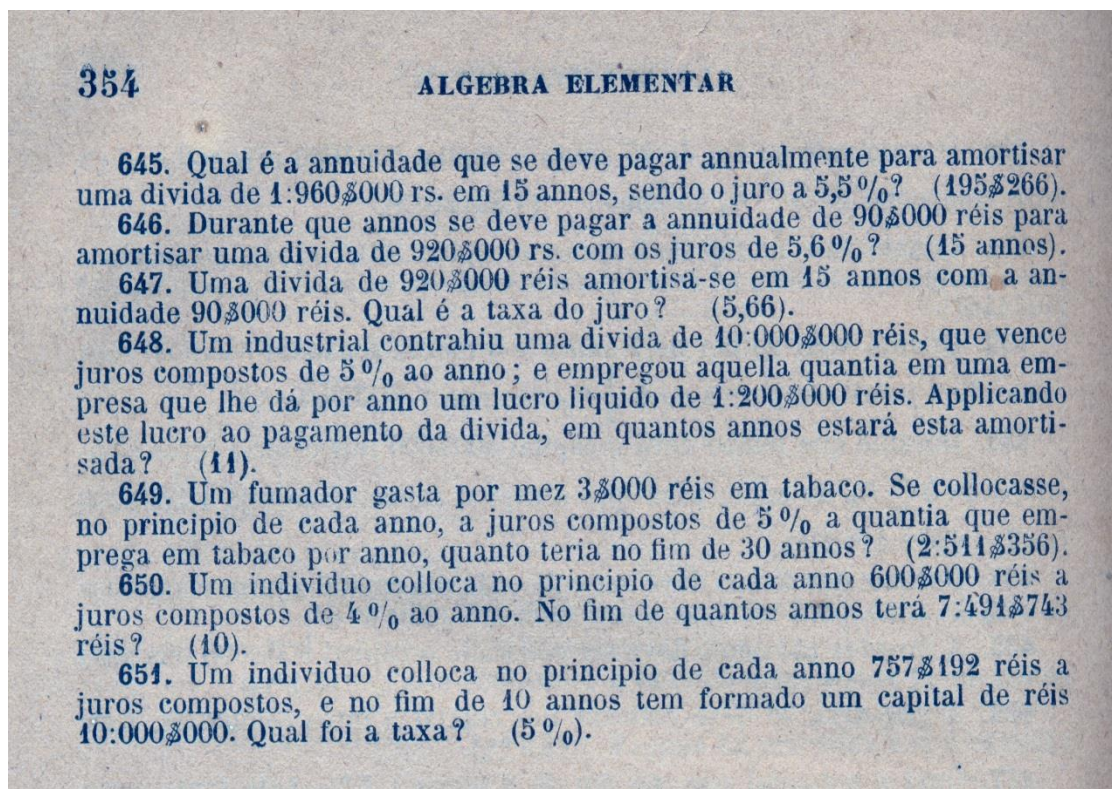 354 ALGEBRA ELEMENTAR
645. Qual é a annuidade que se deve pagar annualmente para amortisar
uma divida de 1:960$000 rs. em 15 annos, sendo o juro a 5,5 %? (195$266).
646. Durante que annos se deve pagar a annuidade de 90$000 réis para
amortisar uma divida de 920$000 rs. com os juros de 5,6 %? (15 annos).
647. Uma divida de 920$000 réis amortisa-se em 15 annos com a an-
nuidade 90$000 réis. Qual é a taxa do juro? (5,66).
648. Um industrial contrahiu uma divida de 10:000$000 réis, que vence
juros compostos de 5 % ao anno; e empregou aquella quantia em uma em-
presa que lhe dá por anno um lucro liquido de 1:200$000 réis. Applicando
este lucro ao pagamento da divida, em quantos annos estará esta amorti-
sada? (11).
649. Um fumador gasta por mez 3$000 réis em tabaco. Se collocasse,
no principio de cada anno, a juros compostos de 5 % a quantia que em-
prega em tabaco por anno, quanto teria no fim de 30 annos? (2:511$356).
650. Um individuo colloca no principio de cada anno 600$000 réis a
juros compostos de 4 % ao anno. No fim de quantos annos terá 7:491$743
réis? (10).
651. Um individuo colloca no principio de cada anno 757$192 réis a
juros compostos, e no fim de 10 annos tem formado um capital de réis
10:000$000. Qual foi a taxa? (5 %).